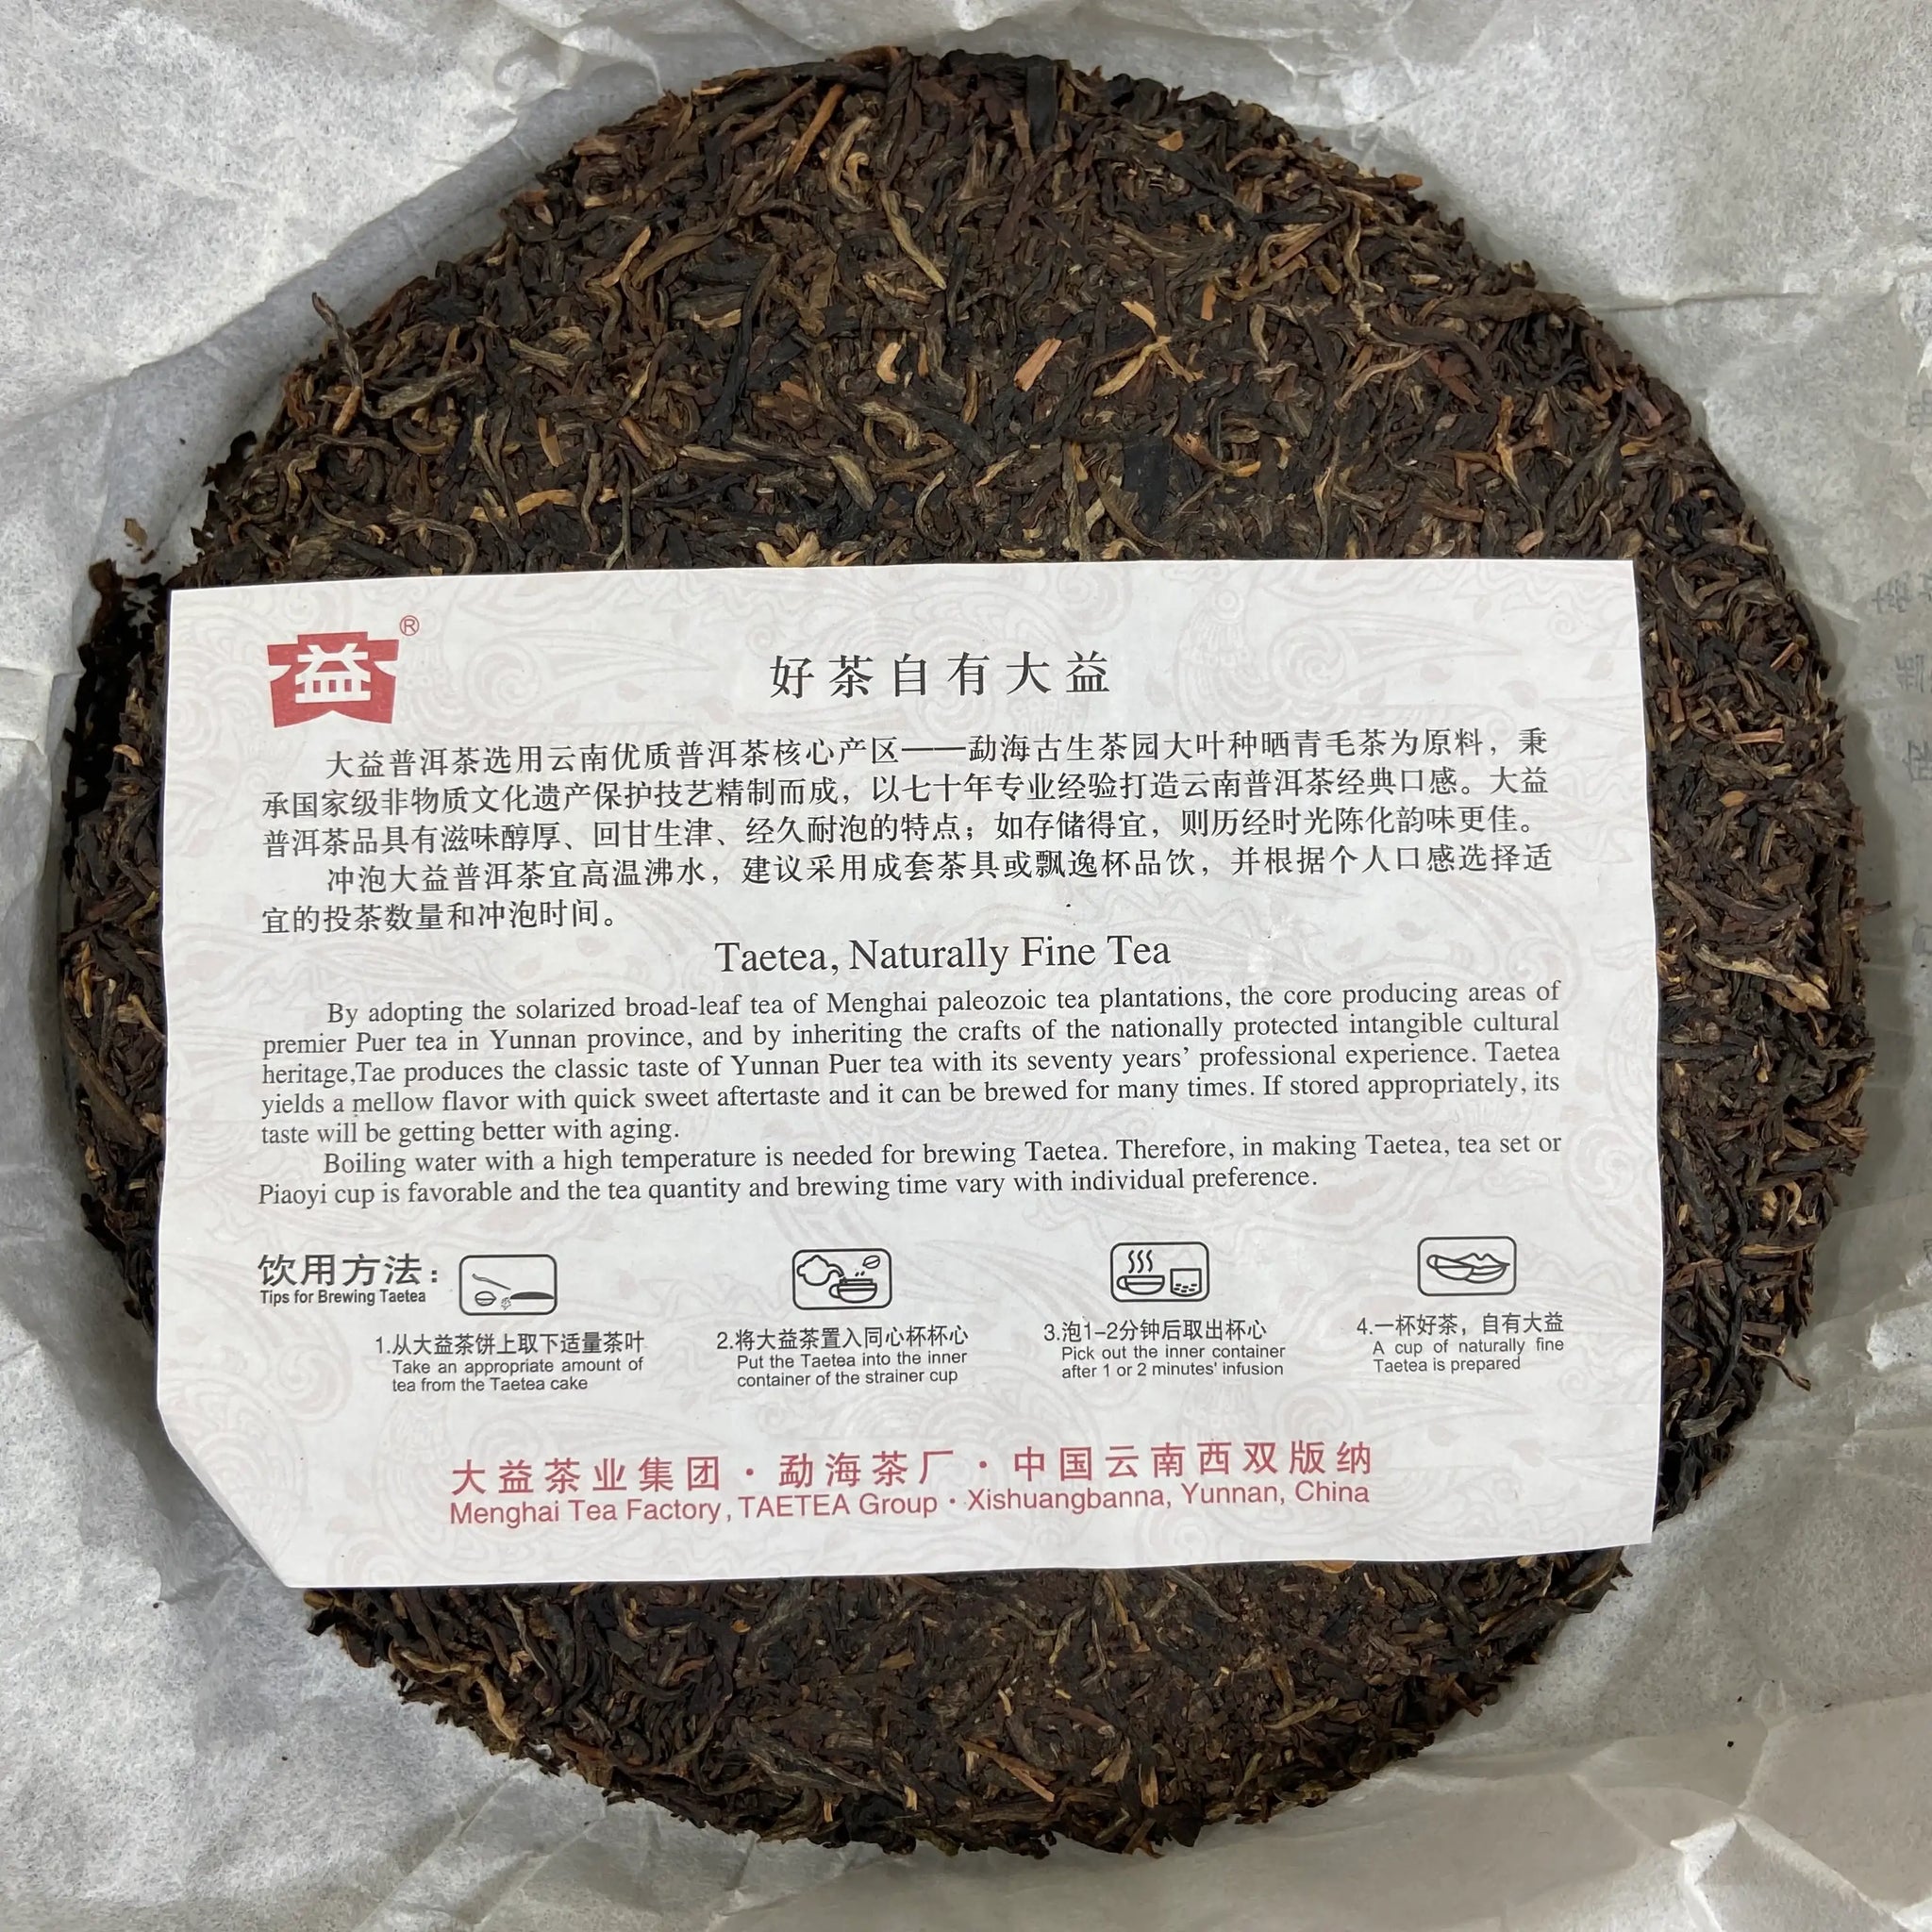 益®
好茶自有大益
大益普洱茶选用云南优质普洱茶核心产区——勐海古生茶园大叶种晒青毛茶为原料，秉
承国家级非物质文化遗产保护技艺精制而成，以七十年专业经验打造云南普洱茶经典口感。大益
普洱茶品具有滋味醇厚、回甘生津、经久耐泡的特点；如存储得宜，则历经时光陈化韵味更佳。
冲泡大益普洱茶宜高温沸水，建议采用成套茶具或飘逸杯品饮，并根据个人口感选择适
宜的投茶数量和冲泡时间。
Taetea, Naturally Fine Tea
By adopting the solarized broad-leaf tea of Menghai paleozoic tea plantations, the core producing areas of
premier Puer tea in Yunnan province, and by inheriting the crafts of the nationally protected intangible cultural
heritage,Tae produces the classic taste of Yunnan Puer tea with its seventy years’ professional experience. Taetea
yields a mellow flavor with quick sweet aftertaste and it can be brewed for many times. If stored appropriately, its
taste will be getting better with aging.
Boiling water with a high temperature is needed for brewing Taetea. Therefore, in making Taetea, tea set or
Piaoyi cup is favorable and the tea quantity and brewing time vary with individual preference.
饮用方法：
Tips for Brewing Taetea
1.从大益茶饼上取下适量茶叶
Take an appropriate amount of
tea from the Taetea cake
2.将大益茶置入同心杯杯心
Put the Taetea into the inner
container of the strainer cup
3.泡1-2分钟后取出杯心
Pick out the inner container
after 1 or 2 minutes' infusion
4.一杯好茶，自有大益
A cup of naturally fine
Taetea is prepared
大益茶业集团·勐海茶厂·中国云南西双版纳
Menghai Tea Factory, TAETEA Group·Xishuangbanna, Yunnan, China